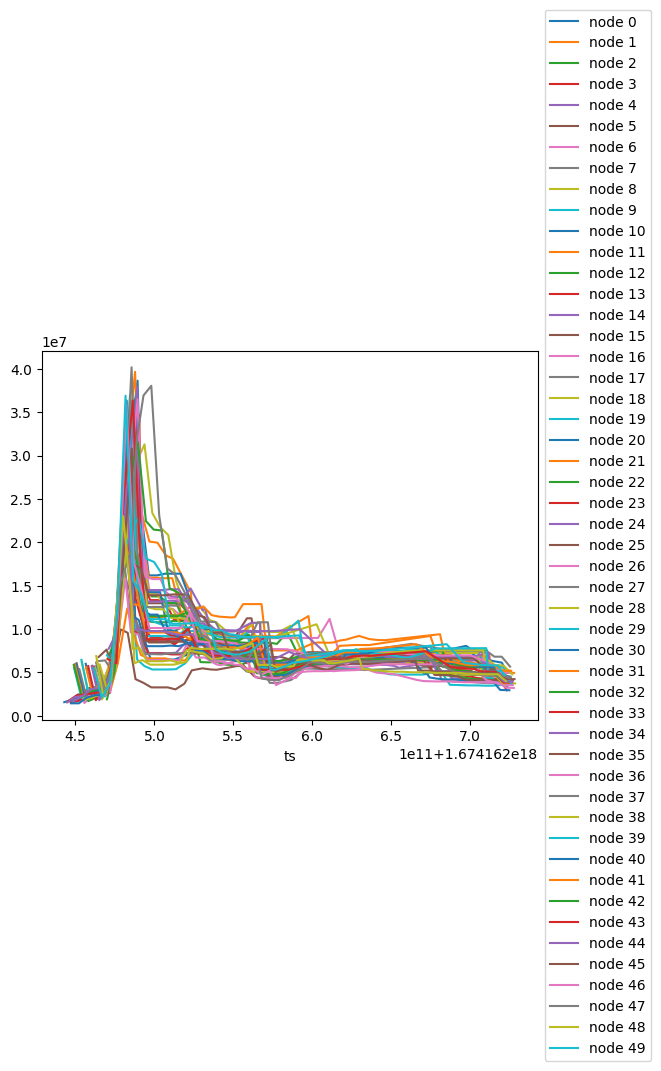 1e7
4.0
3.5
3.0
2.5
2.0
1.5
1.0
0.5
0.0
4.5 5.0 5.5 6.0 6.5 7.0
1e11+1.674162e18
ts
node 0
node 1
node 2
node 3
node 4
node 5
node 6
node 7
node 8
node 9
node 10
node 11
node 12
node 13
node 14
node 15
node 16
node 17
node 18
node 19
node 20
node 21
node 22
node 23
node 24
node 25
node 26
node 27
node 28
node 29
node 30
node 31
node 32
node 33
node 34
node 35
node 36
node 37
node 38
node 39
node 40
node 41
node 42
node 43
node 44
node 45
node 46
node 47
node 48
node 49